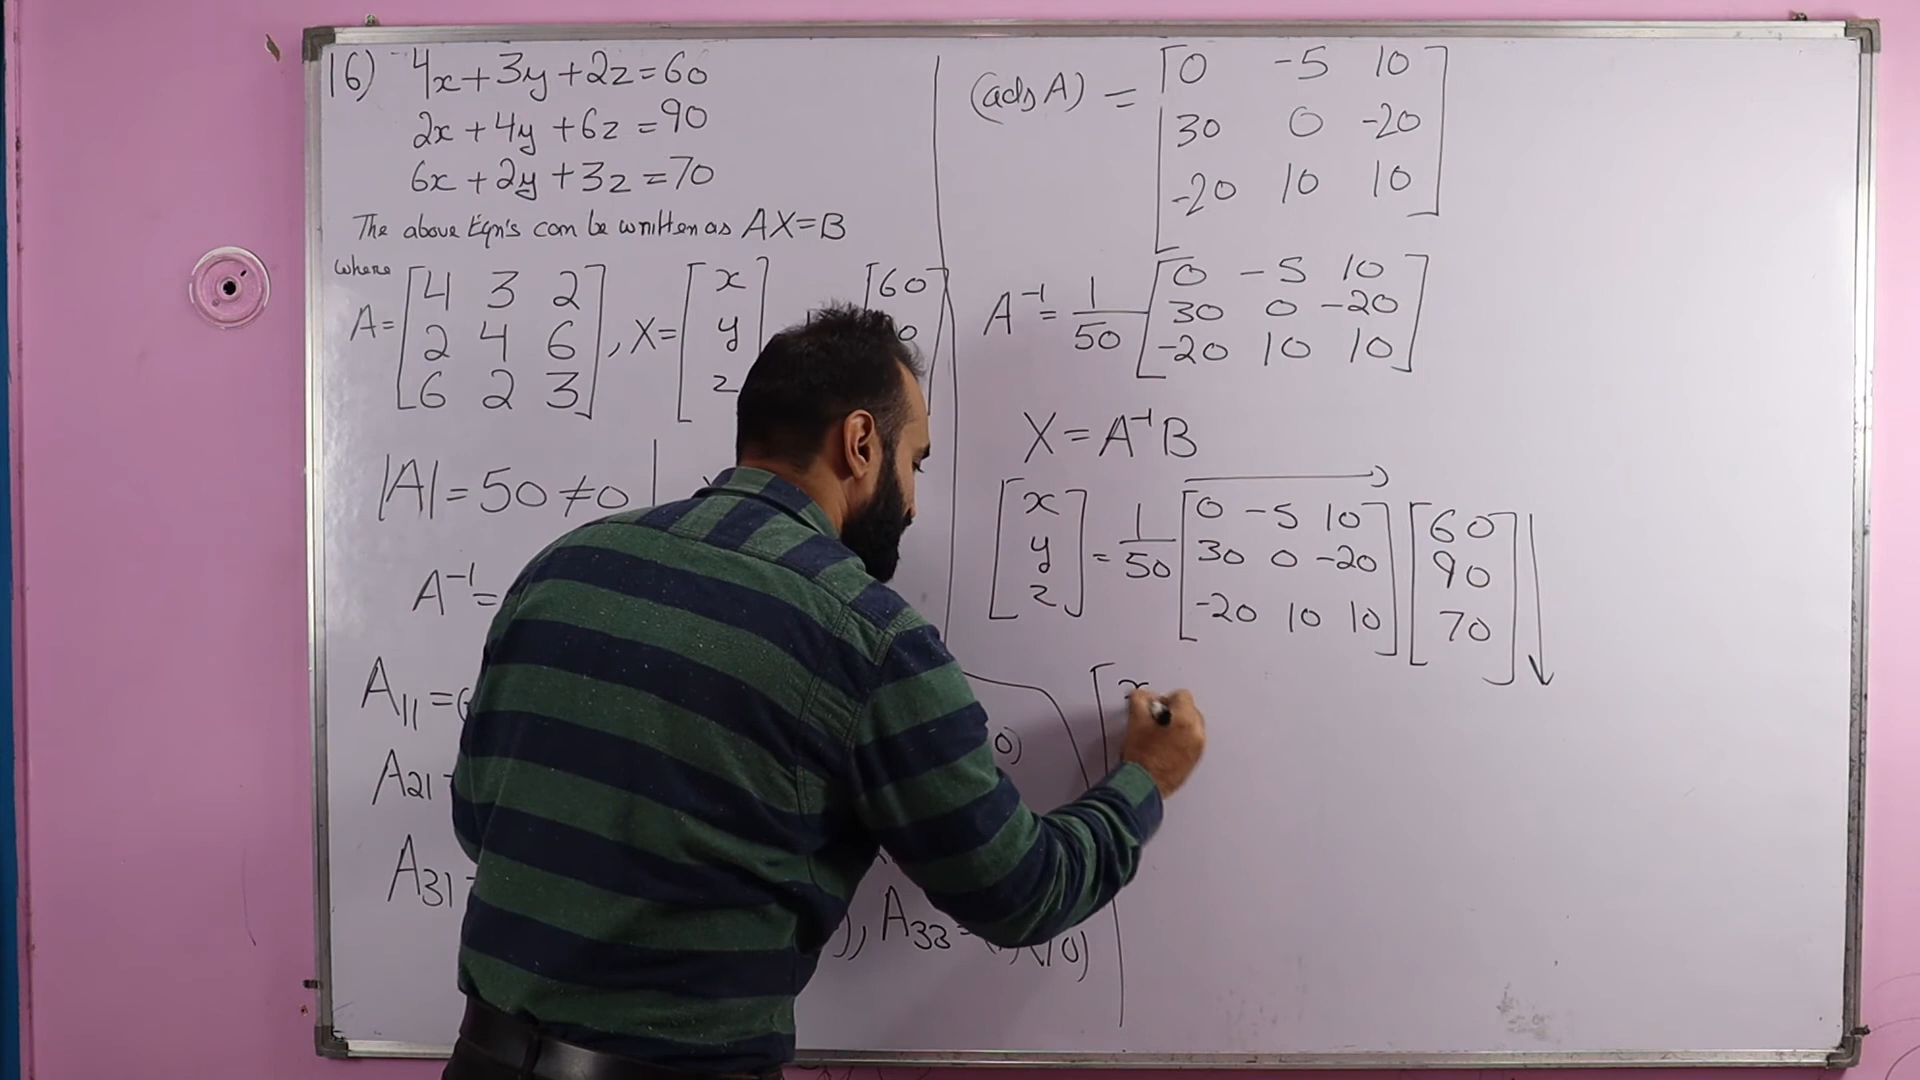 16) 4x+3y+2z=60
2x+4y+6z=90
6x+2y+3z=70
The above Eqn's can be written as AX=B
where
A= [4 3 2
2 4 6
6 2 3], X= [x
y
z] [60
0
|A| = 50 ≠ 0
A⁻¹ =
A₁₁ =
A₂₁
A₃₁
0)
), A₃₃ = 10)
(adj A) = [0 -5 10
30 0 -20
-20 10 10]
A⁻¹ = 1/50 [0 -5 10
30 0 -20
-20 10 10]
X = A⁻¹B
[x
y
z] = 1/50 [0 -5 10
30 0 -20
-20 10 10] [60
90
70]
[x